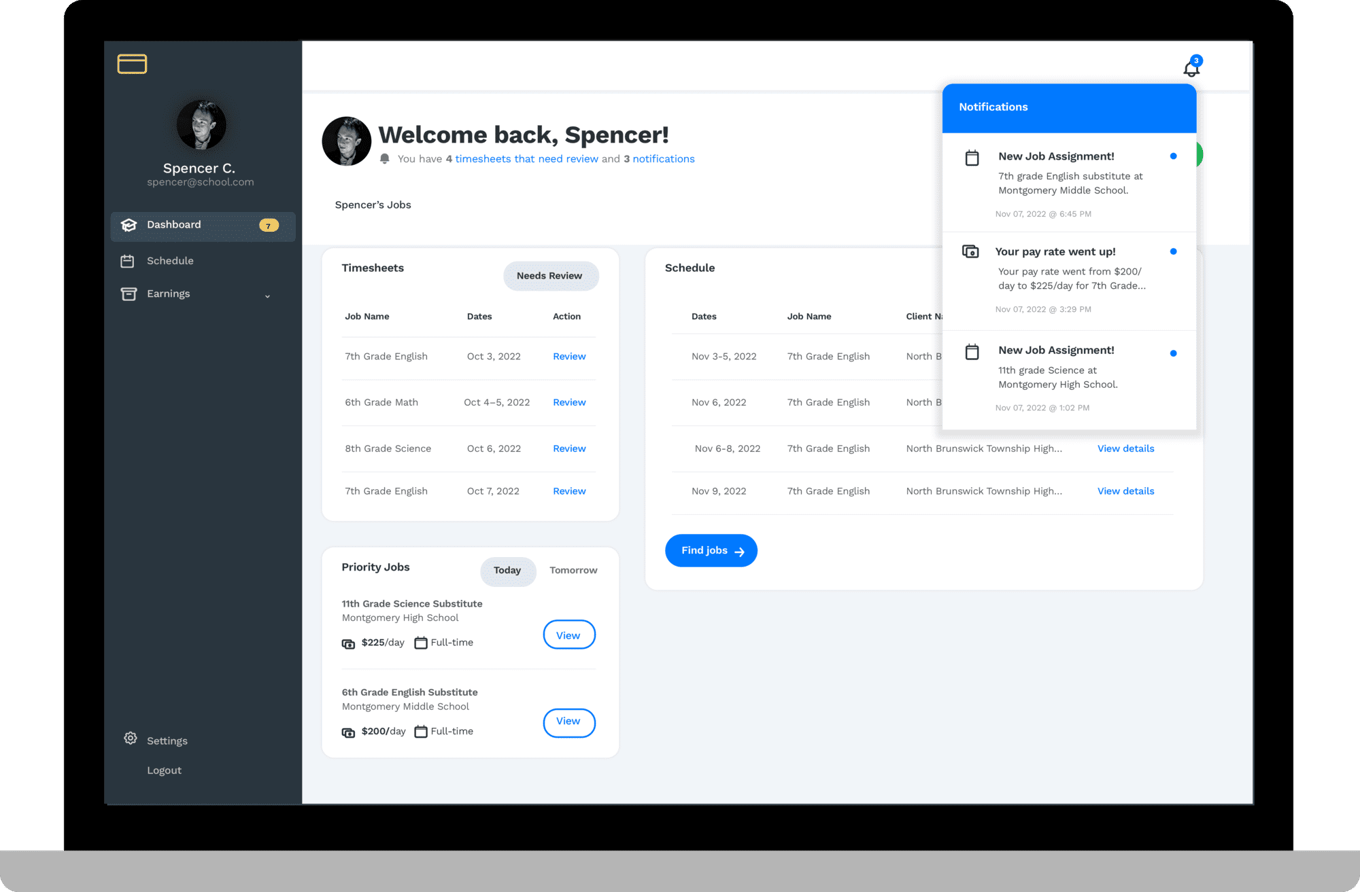 3
Spencer C.
spencer@school.com
Dashboard 7
Schedule
Earnings
Settings
Logout
Welcome back, Spencer!
You have 4 timesheets that need review and 3 notifications
Spencer’s Jobs
Timesheets Needs Review
Job Name Dates Action
7th Grade English Oct 3, 2022 Review
6th Grade Math Oct 4–5, 2022 Review
8th Grade Science Oct 6, 2022 Review
7th Grade English Oct 7, 2022 Review
Priority Jobs Today Tomorrow
11th Grade Science Substitute
Montgomery High School
$225/day Full-time View
6th Grade English Substitute
Montgomery Middle School
$200/day Full-time View
Schedule
Dates Job Name Client
Nov 3-5, 2022 7th Grade English North
Nov 6, 2022 7th Grade English North
Nov 6-8, 2022 7th Grade English North Brunswick Township High... View details
Nov 9, 2022 7th Grade English North Brunswick Township High... View details
Find jobs
Notifications
New Job Assignment!
7th grade English substitute at
Montgomery Middle School.
Nov 07, 2022 @ 6:45 PM
Your pay rate went up!
Your pay rate went from $200/
day to $225/day for 7th Grade...
Nov 07, 2022 @ 3:29 PM
New Job Assignment!
11th grade Science at
Montgomery High School.
Nov 07, 2022 @ 1:02 PM